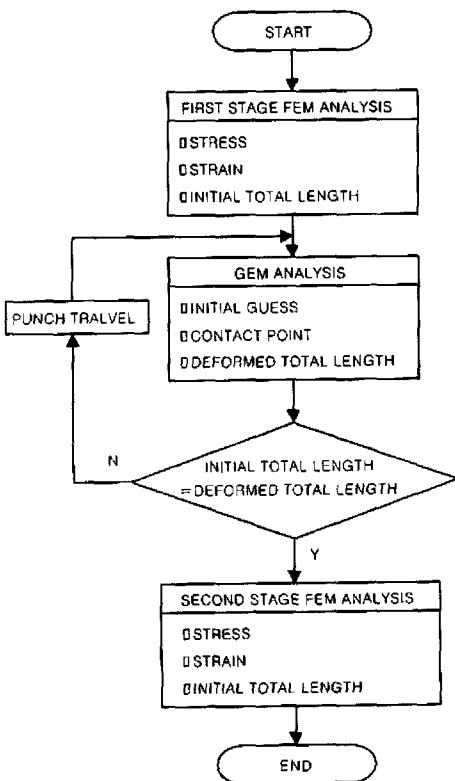 START
FIRST STAGE FEM ANALYSIS
▯STRESS
▯STRAIN
▯INITIAL TOTAL LENGTH
GEM ANALYSIS
▯INITIAL GUESS
▯CONTACT POINT
▯DEFORMED TOTAL LENGTH
PUNCH TRALVEL
N
INITIAL TOTAL LENGTH
=DEFORMED TOTAL LENGTH
Y
SECOND STAGE FEM ANALYSIS
▯STRESS
▯STRAIN
▯INITIAL TOTAL LENGTH
END